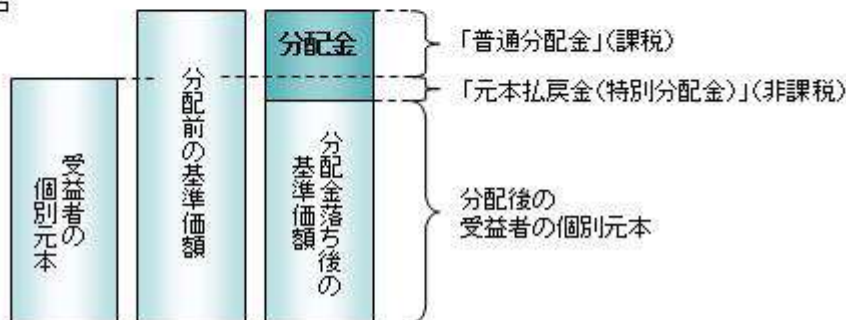 分配金
「普通分配金」(課税)
「元本払戻金(特別分配金)」(非課税)
受益者の
個別元本
分配前の基準価額
分配金落ち後の
基準価額
分配後の
受益者の個別元本